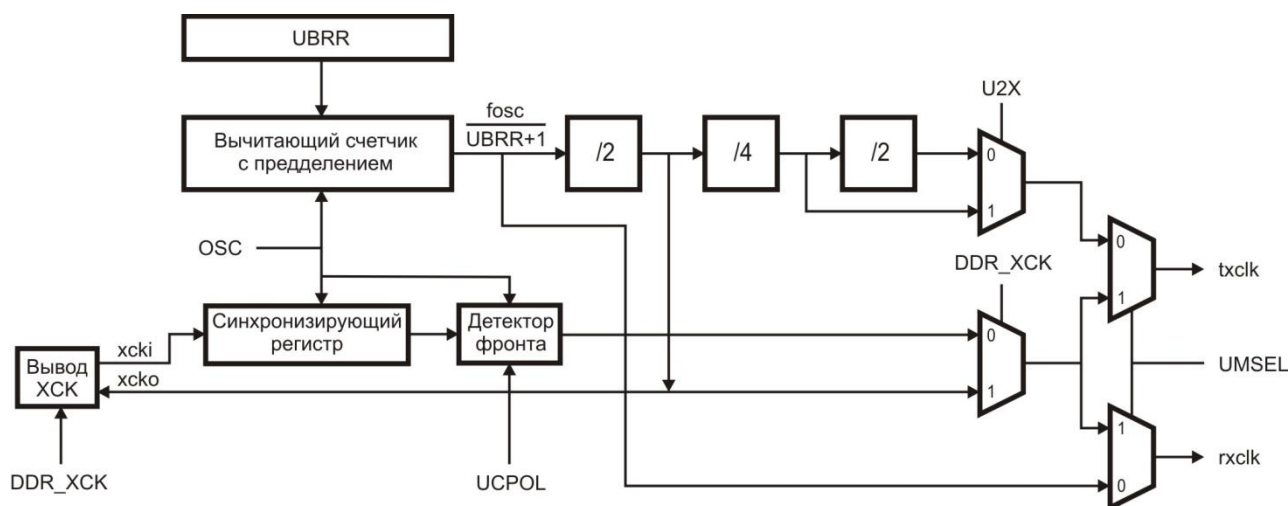 UBRR
U2X
Вычитающий счетчик
с предделением
fosc
UBRR+1
/2
/4
/2
0
1
OSC
DDR_XCK
0
1
txclk
Синхронизирующий
регистр
Детектор
фронта
0
1
UMSEL
xcki
Вывод
XCK
xcko
1
0
rxclk
DDR_XCK
UCPOL